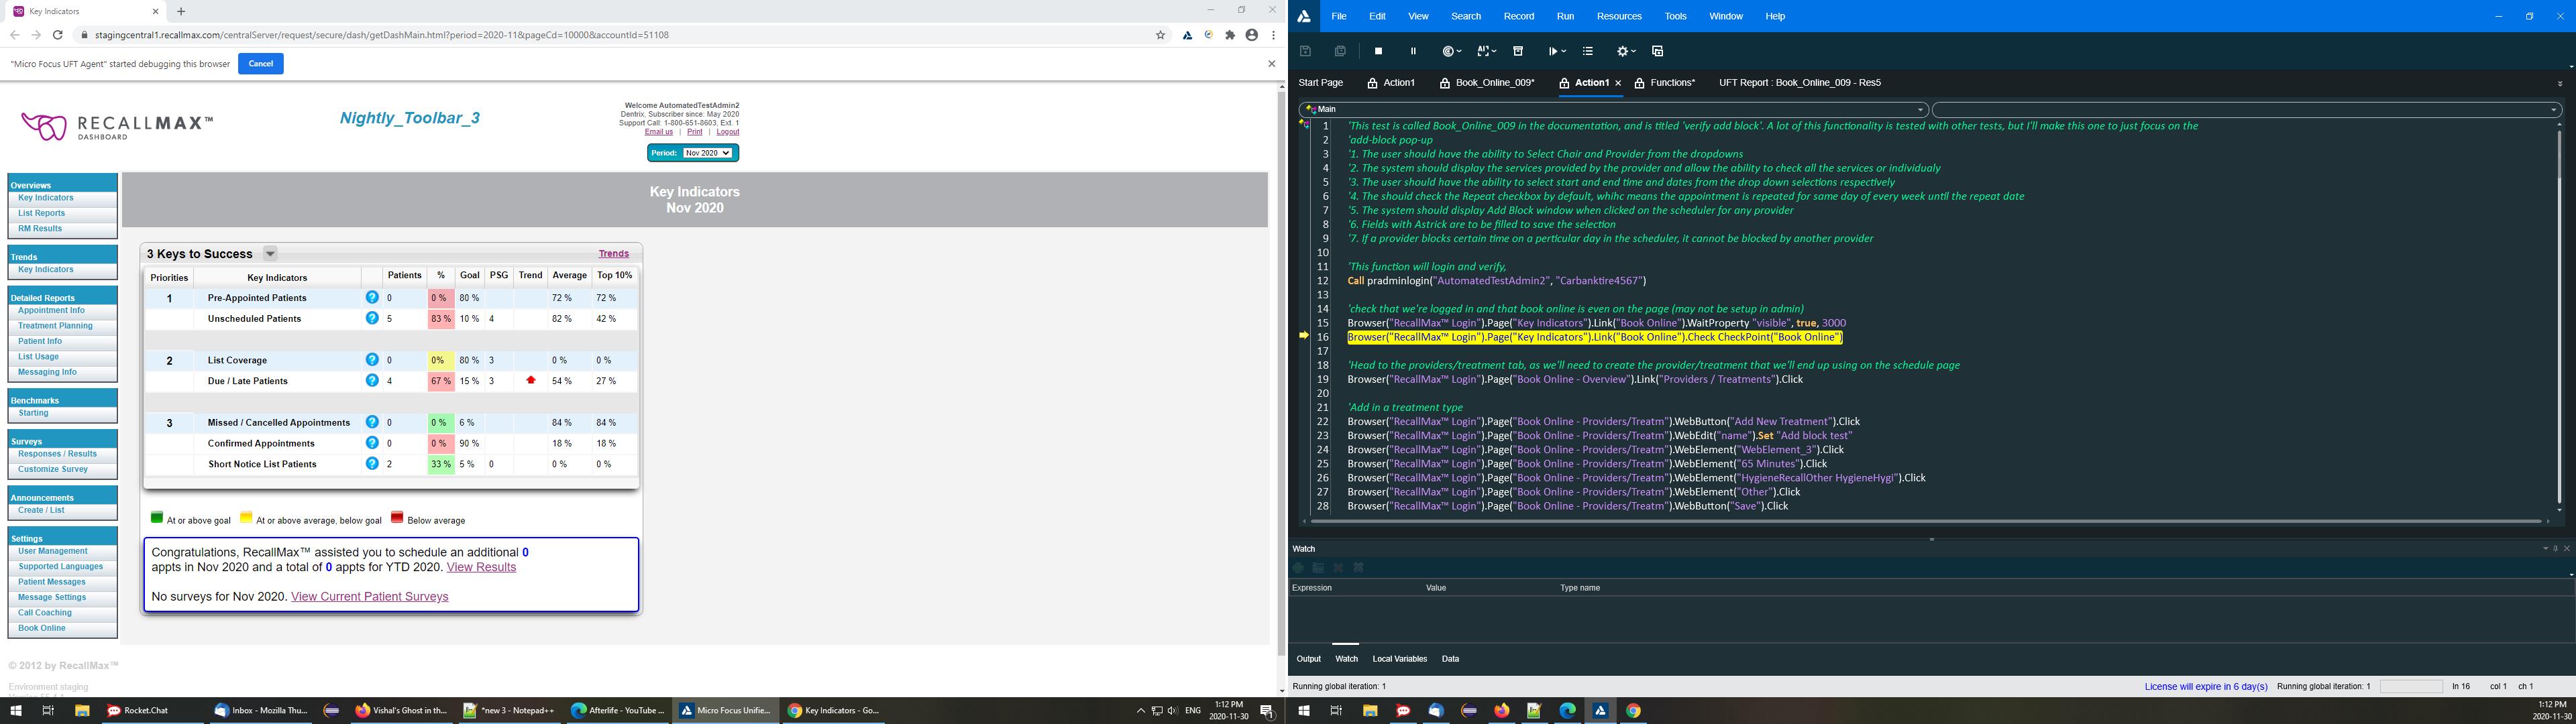 Key Indicators
stagingcentral1.recallmax.com/centralServer/request/secure/dash/getDashMain.html?period=2020-11&pageCd=10000&accountId=51108
"Micro Focus UFT Agent" started debugging this browser
Cancel
RECALLMAX™
DASHBOARD
Nightly_Toolbar_3
Welcome AutomatedTestAdmin2
Dentrix, Subscriber since: May 2020
Support Call: 1-800-651-8603, Ext. 1
Email us | Print | Logout
Period: Nov 2020
Overviews
Key Indicators
List Reports
RM Results
Trends
Key Indicators
Detailed Reports
Appointment Info
Treatment Planning
Patient Info
List Usage
Messaging Info
Benchmarks
Starting
Surveys
Responses / Results
Customize Survey
Announcements
Create / List
Settings
User Management
Supported Languages
Patient Messages
Message Settings
Call Coaching
Book Online
Key Indicators
Nov 2020
3 Keys to Success
Trends
Priorities Key Indicators Patients % Goal PSG Trend Average Top 10%
1 Pre-Appointed Patients ? 0 0 % 80 % 72 % 72 %
Unscheduled Patients ? 5 83 % 10 % 4 82 % 42 %
2 List Coverage ? 0 0% 80 % 3 0 % 0 %
Due / Late Patients ? 4 67 % 15 % 3 54 % 27 %
3 Missed / Cancelled Appointments ? 0 0 % 6 % 84 % 84 %
Confirmed Appointments ? 0 0 % 90 % 18 % 18 %
Short Notice List Patients ? 2 33 % 5 % 0 0 % 0 %
At or above goal At or above average, below goal Below average
Congratulations, RecallMax™ assisted you to schedule an additional 0
appts in Nov 2020 and a total of 0 appts for YTD 2020. View Results
No surveys for Nov 2020. View Current Patient Surveys
© 2012 by RecallMax™
Environment staging
Rocket.Chat
Inbox - Mozilla Thu...
Vishal's Ghost in th...
*new 3 - Notepad++
Afterlife - YouTube ...
Micro Focus Unifie...
Key Indicators - Go...
ENG
1:12 PM
2020-11-30
File Edit View Search Record Run Resources Tools Window Help
Start Page Action1 Book_Online_009* Action1 Functions* UFT Report : Book_Online_009 - Res5
Main
1 'This test is called Book_Online_009 in the documentation, and is titled 'verify add block'. A lot of this functionality is tested with other tests, but I'll make this one to just focus on the
2 'add-block pop-up
3 '1. The user should have the ability to Select Chair and Provider from the dropdowns
4 '2. The system should display the services provided by the provider and allow the ability to check all the services or individualy
5 '3. The user should have the ability to select start and end time and dates from the drop down selections respectively
6 '4. The should check the Repeat checkbox by default, whihc means the appointment is repeated for same day of every week until the repeat date
7 '5. The system should display Add Block window when clicked on the scheduler for any provider
8 '6. Fields with Astrick are to be filled to save the selection
9 '7. If a provider blocks certain time on a perticular day in the scheduler, it cannot be blocked by another provider
10
11 'This function will login and verify,
12 Call pradminlogin("AutomatedTestAdmin2", "Carbanktire4567")
13
14 'check that we're logged in and that book online is even on the page (may not be setup in admin)
15 Browser("RecallMax™ Login").Page("Key Indicators").Link("Book Online").WaitProperty "visible", true, 3000
16 Browser("RecallMax™ Login").Page("Key Indicators").Link("Book Online").Check CheckPoint("Book Online")
17
18 'Head to the providers/treatment tab, as we'll need to create the provider/treatment that we'll end up using on the schedule page
19 Browser("RecallMax™ Login").Page("Book Online - Overview").Link("Providers / Treatments").Click
20
21 'Add in a treatment type
22 Browser("RecallMax™ Login").Page("Book Online - Providers/Treatm").WebButton("Add New Treatment").Click
23 Browser("RecallMax™ Login").Page("Book Online - Providers/Treatm").WebEdit("name").Set "Add block test"
24 Browser("RecallMax™ Login").Page("Book Online - Providers/Treatm").WebElement("WebElement_3").Click
25 Browser("RecallMax™ Login").Page("Book Online - Providers/Treatm").WebElement("65 Minutes").Click
26 Browser("RecallMax™ Login").Page("Book Online - Providers/Treatm").WebElement("HygieneRecallOther HygieneHygi").Click
27 Browser("RecallMax™ Login").Page("Book Online - Providers/Treatm").WebElement("Other").Click
28 Browser("RecallMax™ Login").Page("Book Online - Providers/Treatm").WebButton("Save").Click
Watch
Expression Value Type name
Output Watch Local Variables Data
Running global iteration: 1
License will expire in 6 day(s) Running global iteration: 1 ln 16 col 1 ch 1
1:12 PM
2020-11-30